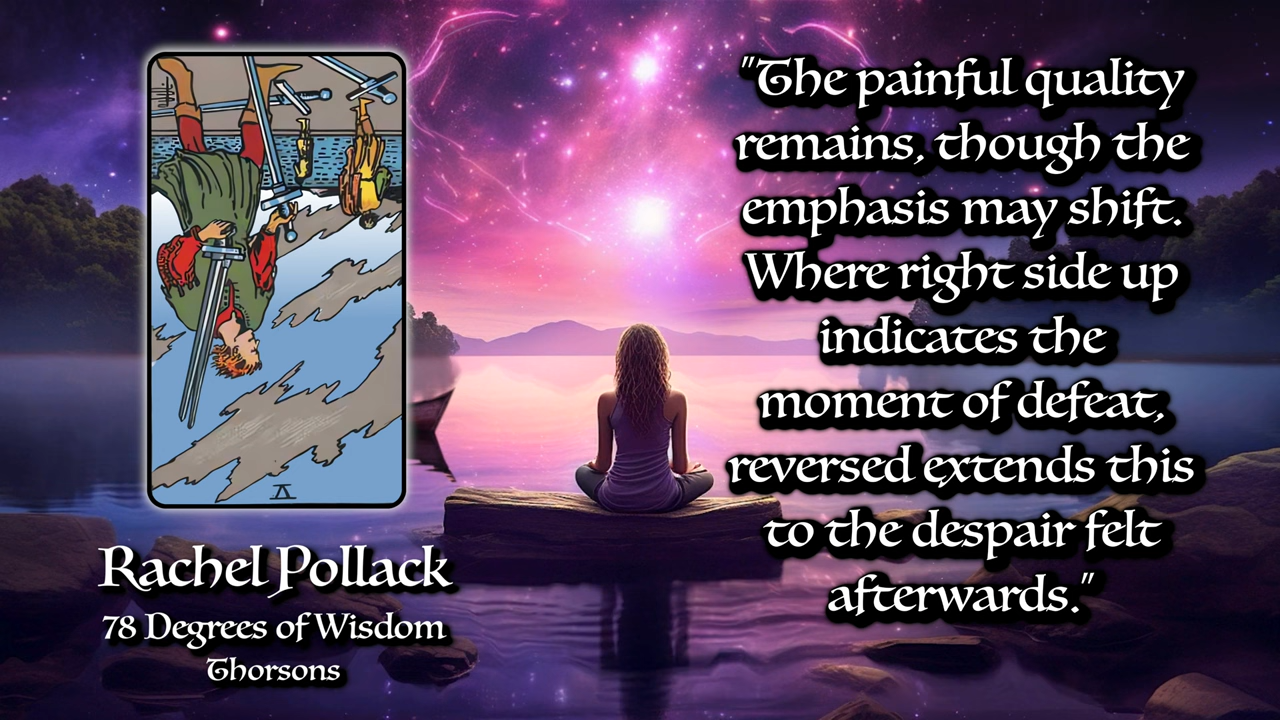 V
Rachel Pollack
78 Degrees of Wisdom
Thorsons
"The painful quality
remains, though the
emphasis may shift.
Where right side up
indicates the
moment of defeat,
reversed extends this
to the despair felt
afterwards."